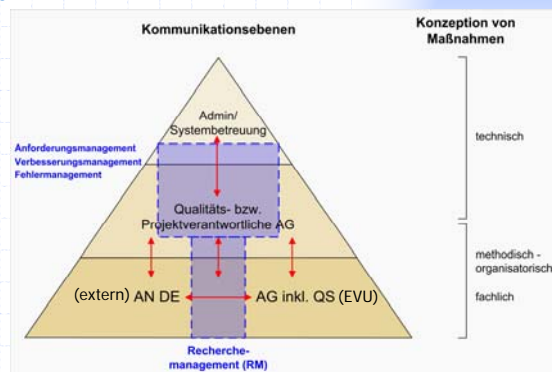 Kommunikationsebenen
Konzeption von
Maßnahmen
Admin/
Systembetreuung
technisch
Anforderungsmanagement
Verbesserungsmanagement
Fehlermanagement
Qualitäts- bzw.
Projektverantwortliche AG
methodisch -
organisatorisch
(extern) AN DE
AG inkl. QS (EVU)
fachlich
Recherche-
management (RM)